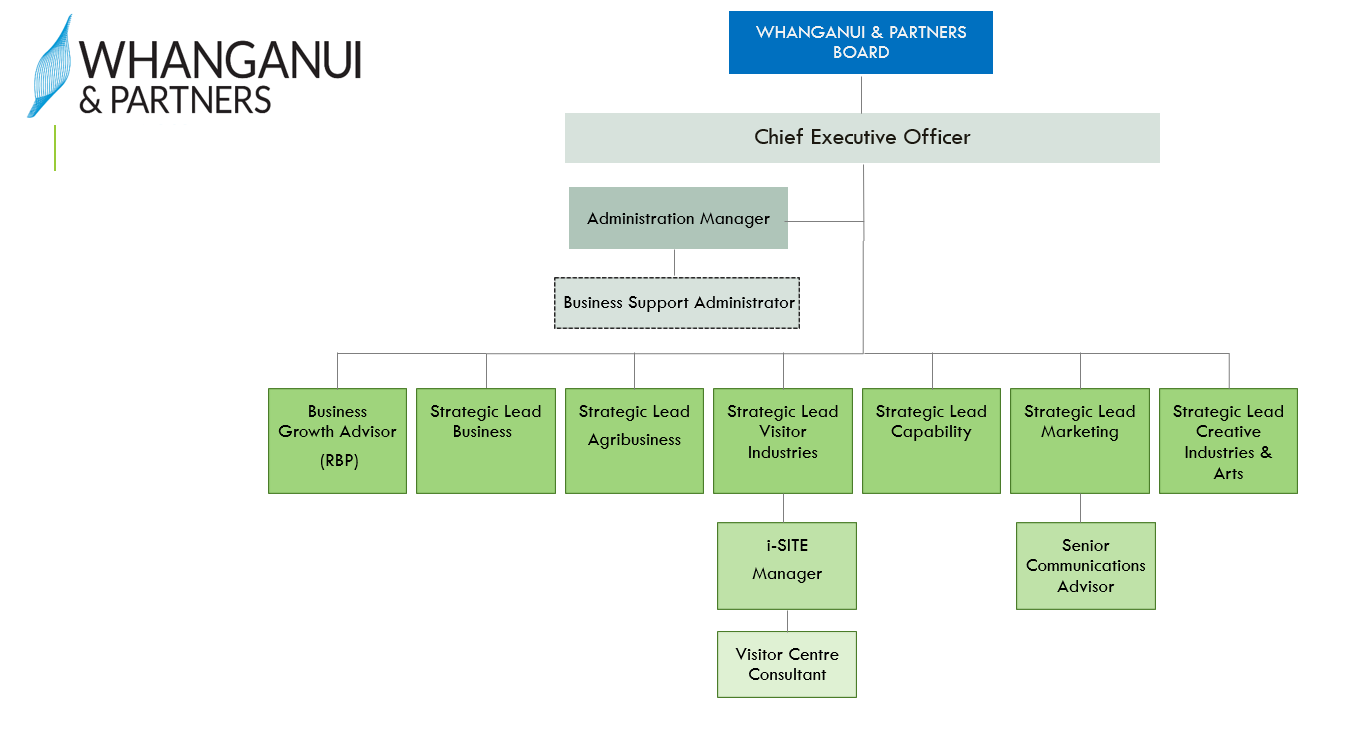 WHANGANUI
& PARTNERS
WHANGANUI & PARTNERS
BOARD
Chief Executive Officer
Administration Manager
Business Support Administrator
Business
Growth Advisor
(RBP)
Strategic Lead
Business
Strategic Lead
Agribusiness
Strategic Lead
Visitor
Industries
Strategic Lead
Capability
Strategic Lead
Marketing
Strategic Lead
Creative
Industries &
Arts
i-SITE
Manager
Senior
Communications
Advisor
Visitor Centre
Consultant